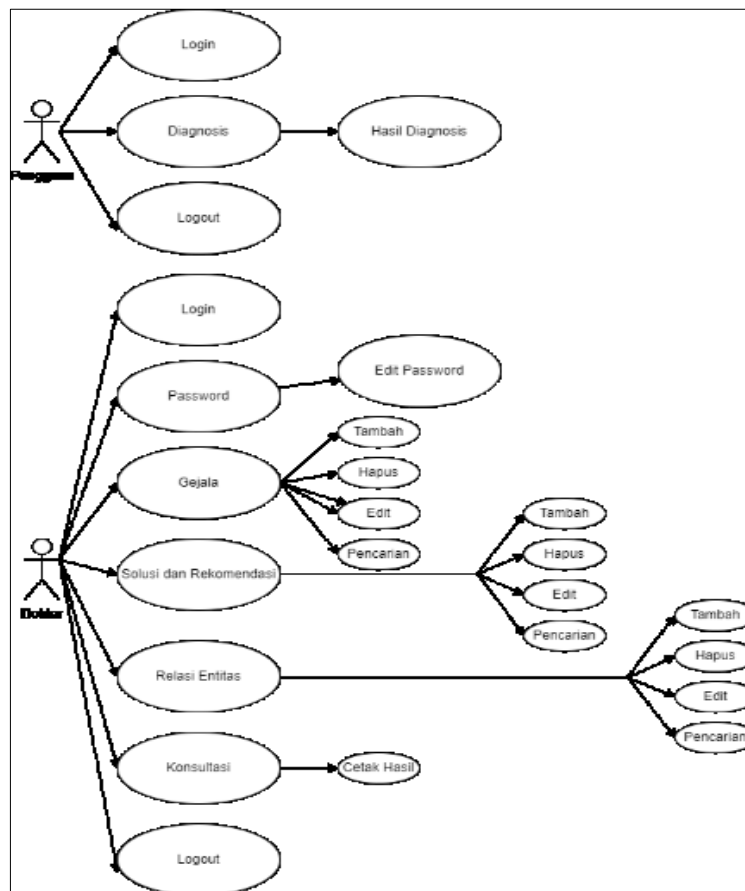 Login
Diagnosis
Hasil Diagnosis
Pengguna
Logout
Login
Password
Edit Password
Gejala
Tambah
Hapus
Edit
Pencarian
Dokter
Solusi dan Rekomendasi
Tambah
Hapus
Edit
Pencarian
Relasi Entitas
Tambah
Hapus
Edit
Pencarian
Konsultasi
Cetak Hasil
Logout